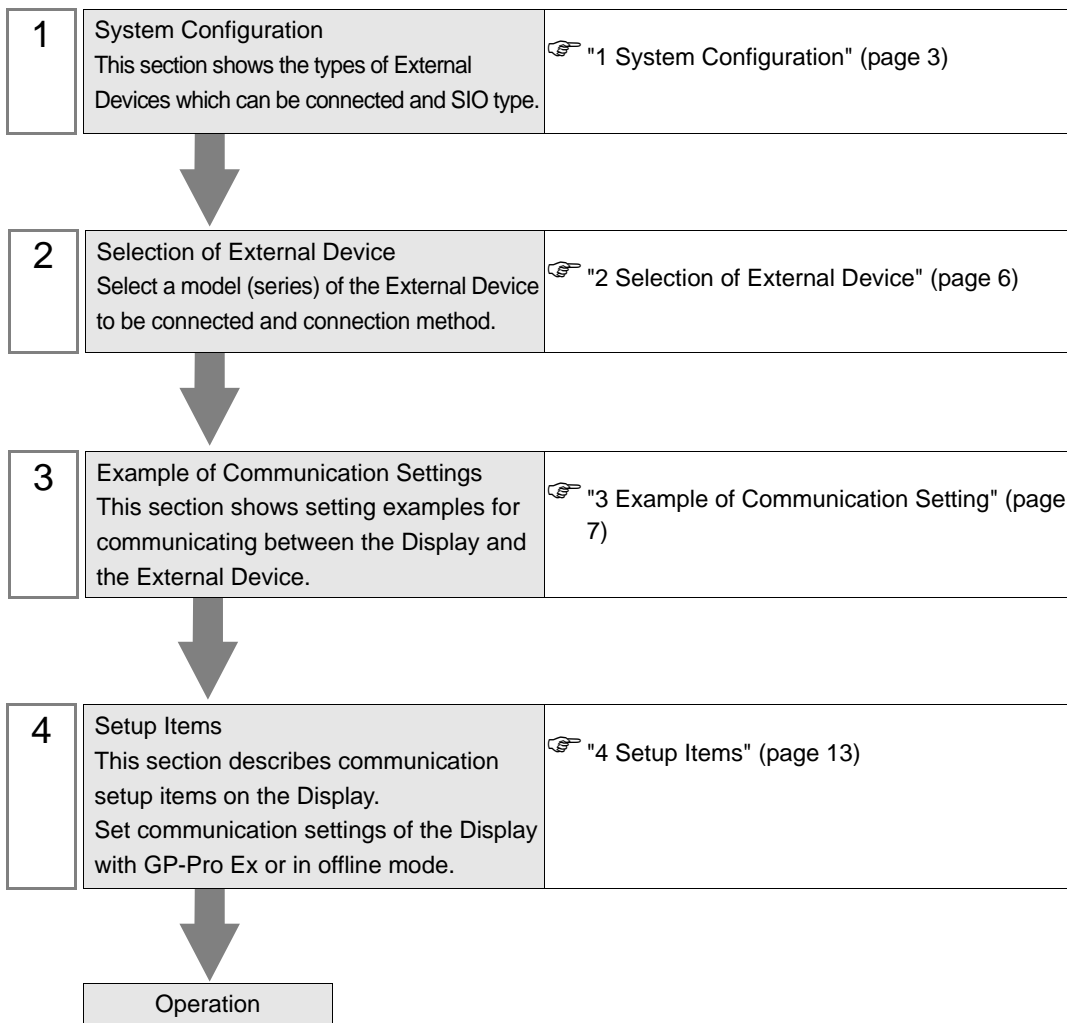 1
System Configuration
This section shows the types of External
Devices which can be connected and SIO type.
"1 System Configuration" (page 3)
2
Selection of External Device
Select a model (series) of the External Device
to be connected and connection method.
"2 Selection of External Device" (page 6)
3
Example of Communication Settings
This section shows setting examples for
communicating between the Display and
the External Device.
"3 Example of Communication Setting" (page
7)
4
Setup Items
This section describes communication
setup items on the Display.
Set communication settings of the Display
with GP-Pro Ex or in offline mode.
"4 Setup Items" (page 13)
Operation